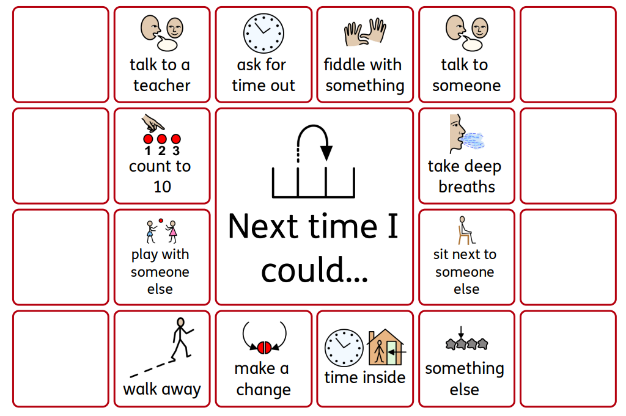 talk to a
teacher
ask for
time out
fiddle with
something
talk to
someone
1 2 3
count to
10
Next time I
could...
take deep
breaths
play with
someone
else
sit next to
someone
else
walk away
make a
change
time inside
something
else